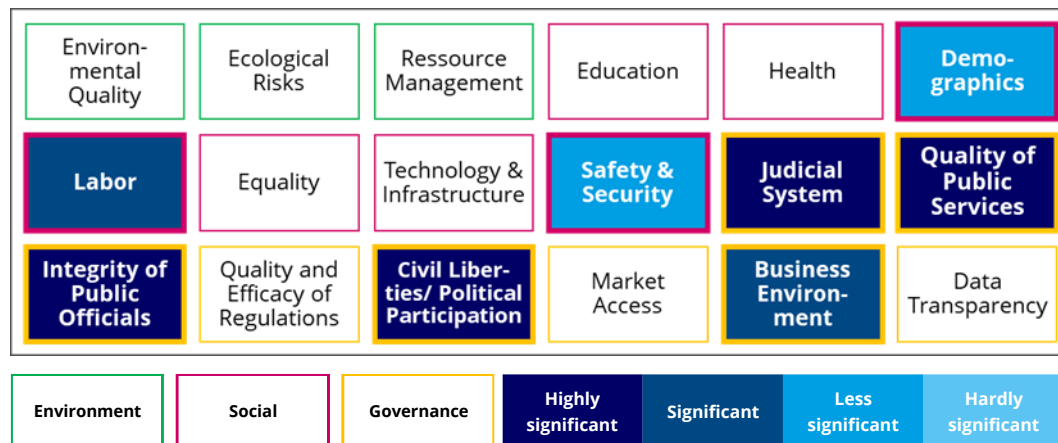 Environ-
mental
Quality
Ecological
Risks
Ressource
Management
Education
Health
Demo-
graphics
Labor
Equality
Technology &
Infrastructure
Safety &
Security
Judicial
System
Quality of
Public
Services
Integrity of
Public
Officials
Quality and
Efficacy of
Regulations
Civil Liber-
ties/ Political
Participation
Market
Access
Business
Environ-
ment
Data
Transparency
Environment
Social
Governance
Highly
significant
Significant
Less
significant
Hardly
significant